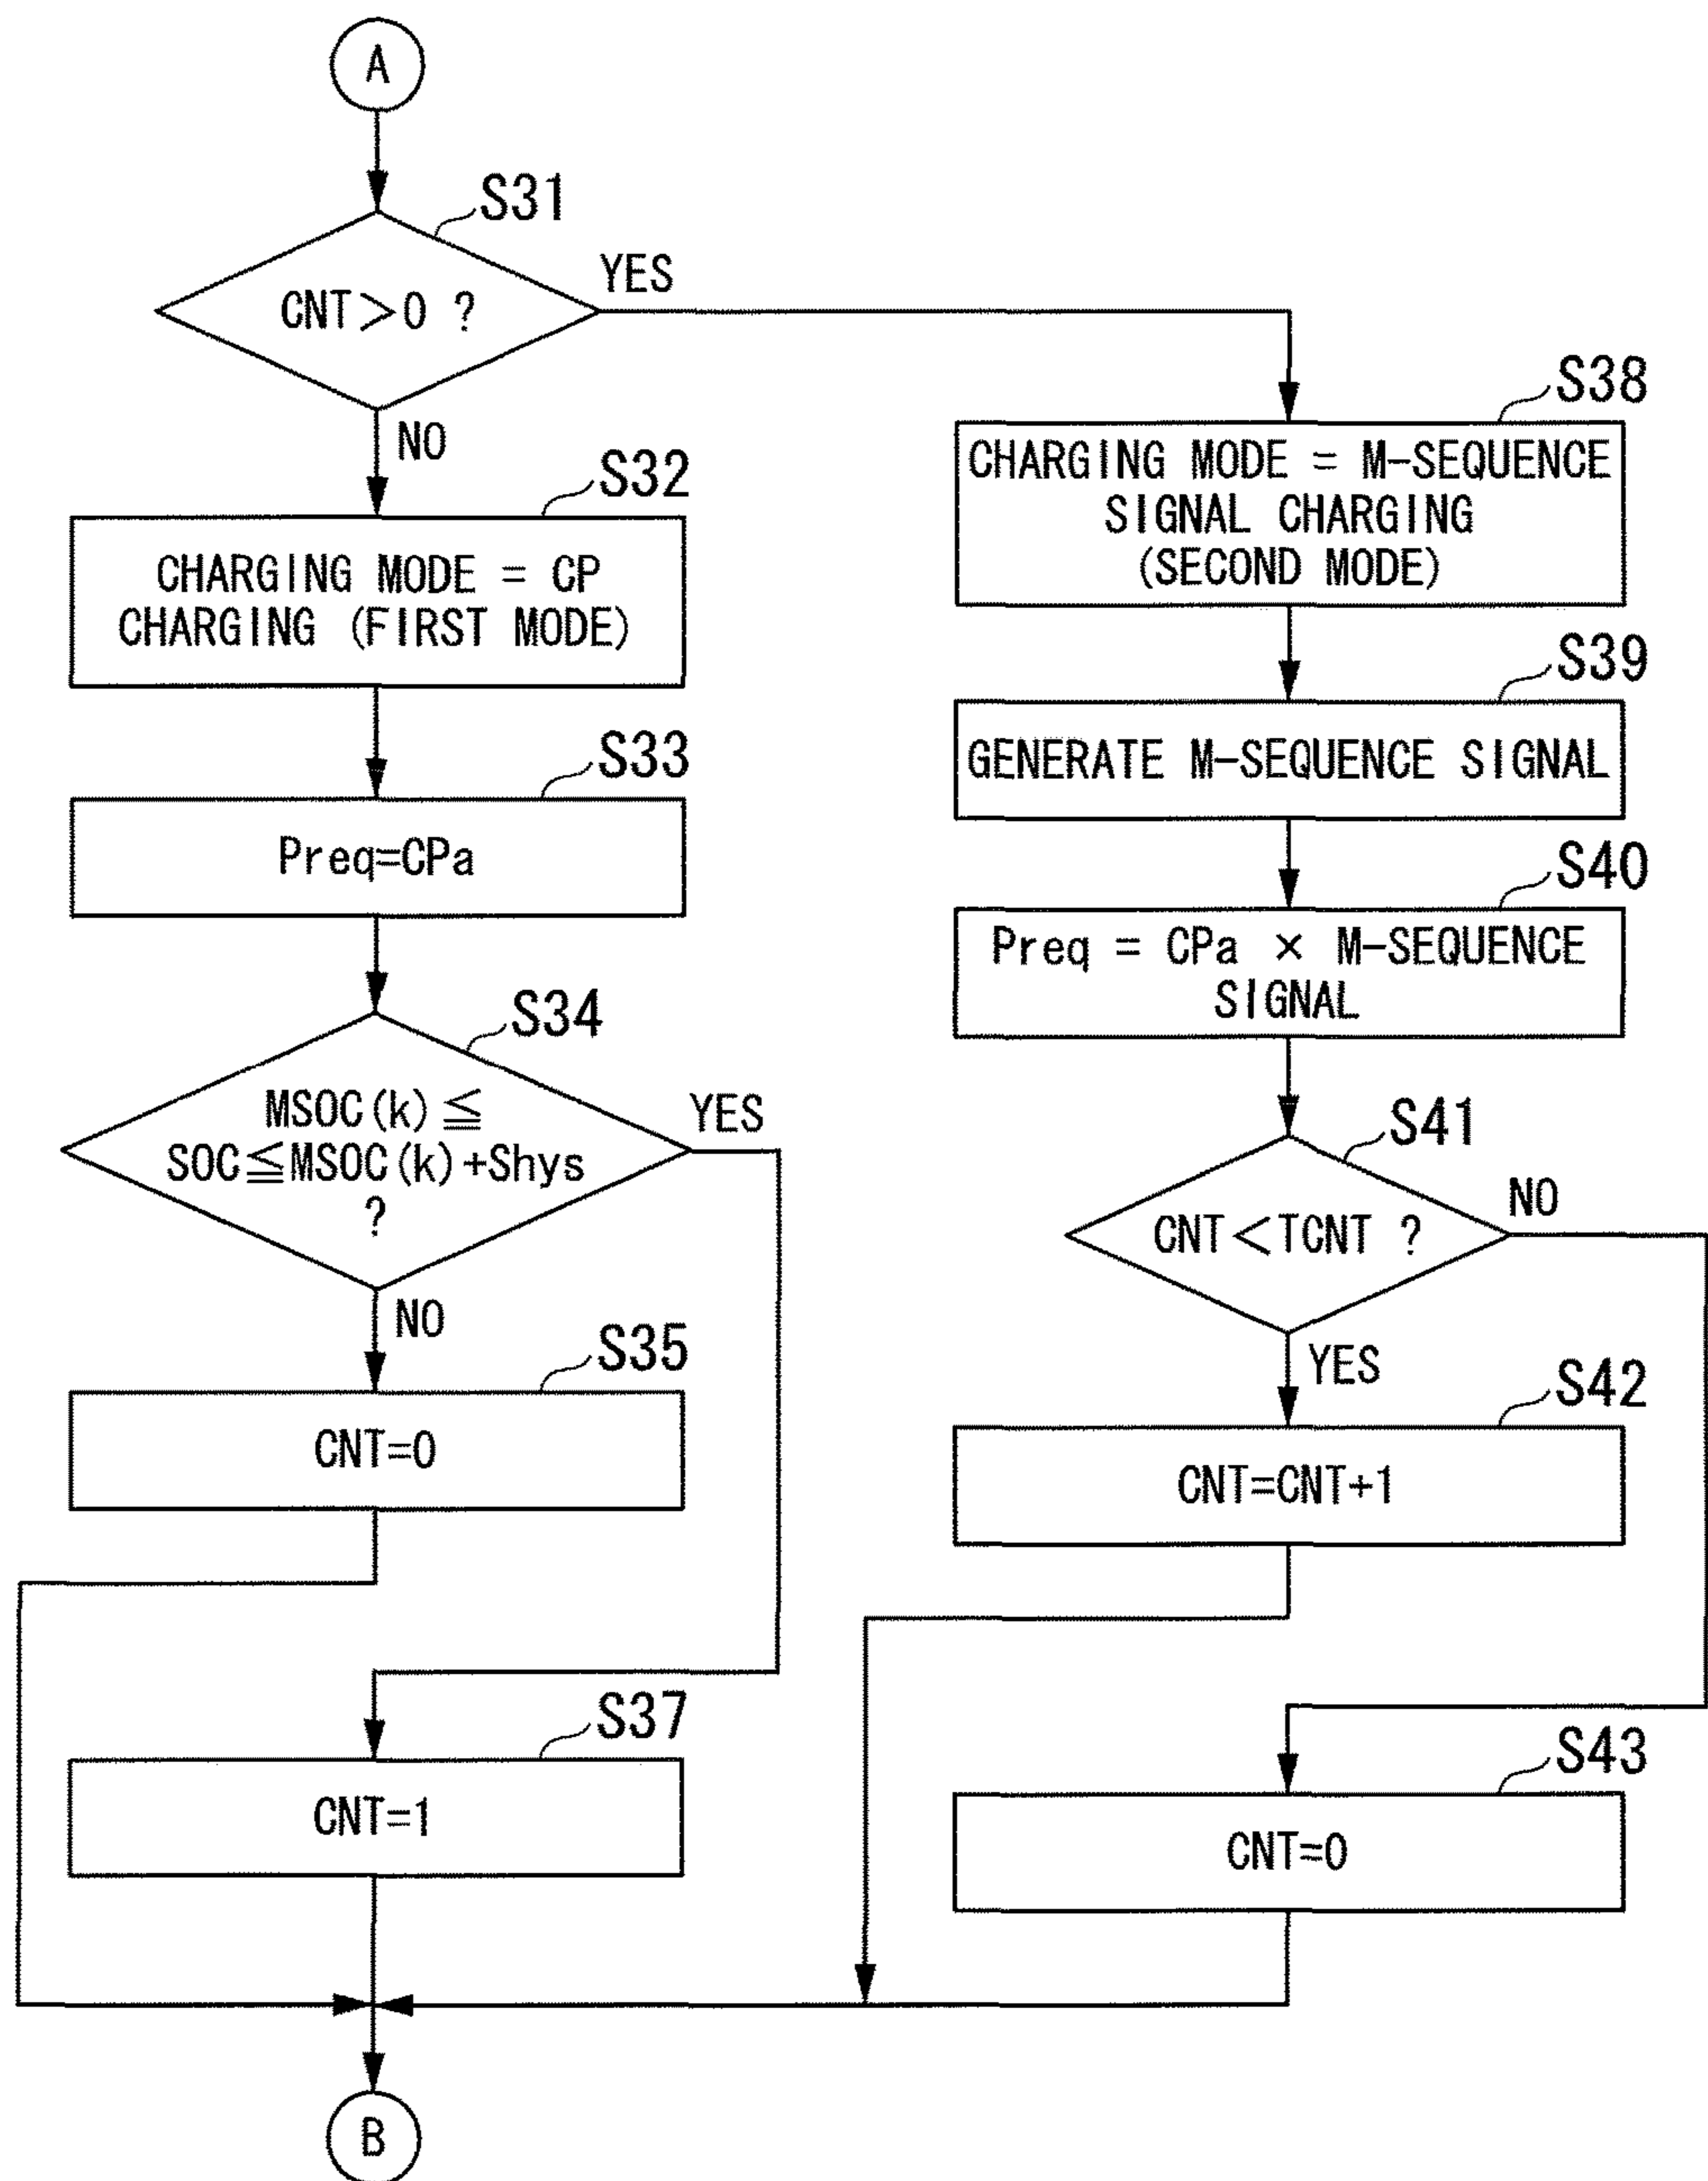 A
S31
CNT>0 ?
YES
NO
S32
CHARGING MODE = CP
CHARGING (FIRST MODE)
S33
Preq=CPa
S34
MSOC(k)≦
SOC≦MSOC(k)+Shys
?
YES
NO
S35
CNT=0
S37
CNT=1
S38
CHARGING MODE = M-SEQUENCE
SIGNAL CHARGING
(SECOND MODE)
S39
GENERATE M-SEQUENCE SIGNAL
S40
Preq = CPa × M-SEQUENCE
SIGNAL
S41
CNT<TCNT ?
NO
YES
S42
CNT=CNT+1
S43
CNT=0
B